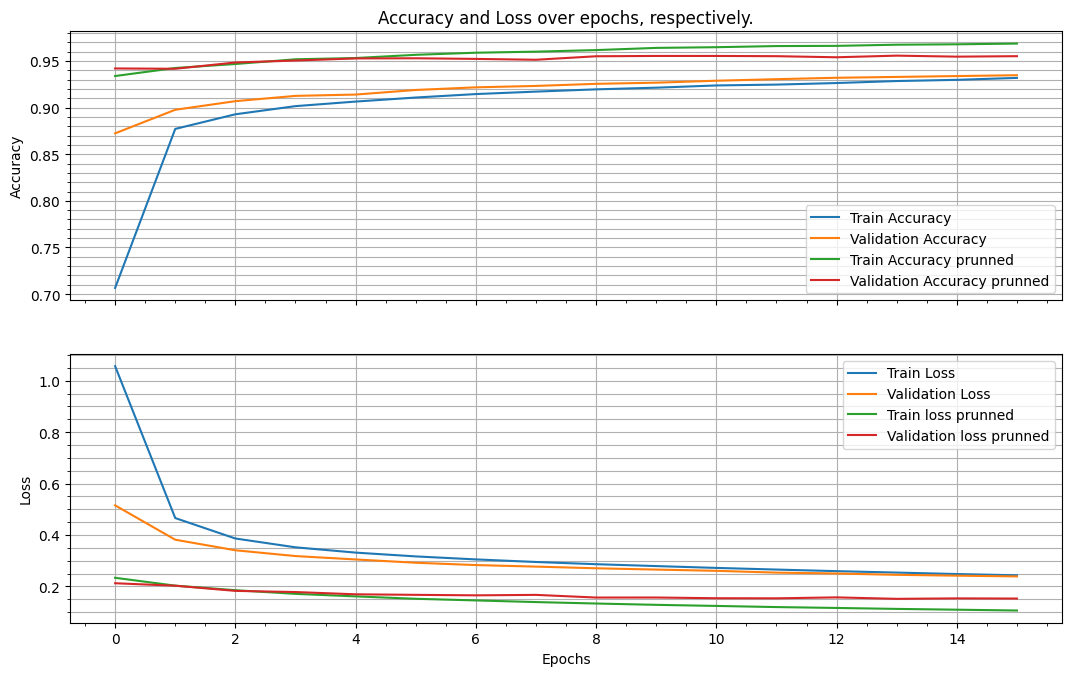 Accuracy and Loss over epochs, respectively.
0.95
0.90
0.85
0.80
0.75
0.70
Accuracy
Train Accuracy
Validation Accuracy
Train Accuracy prunned
Validation Accuracy prunned
1.0
0.8
0.6
0.4
0.2
Loss
Train Loss
Validation Loss
Train loss prunned
Validation loss prunned
0 2 4 6 8 10 12 14
Epochs